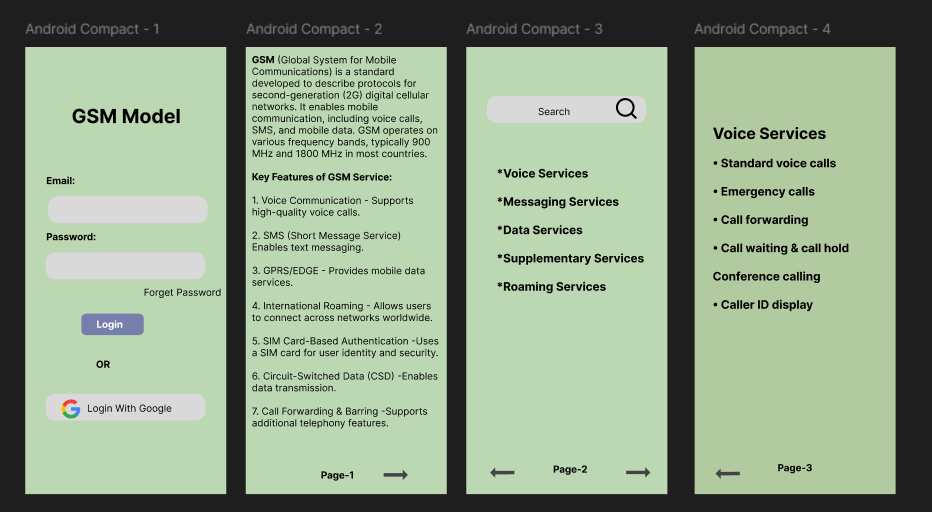 Android Compact - 1
GSM Model
Email:
Password:
Forget Password
Login
OR
Login With Google
Android Compact - 2
GSM (Global System for Mobile
Communications) is a standard
developed to describe protocols for
second-generation (2G) digital cellular
networks. It enables mobile
communication, including voice calls,
SMS, and mobile data. GSM operates on
various frequency bands, typically 900
MHz and 1800 MHz in most countries.
Key Features of GSM Service:
1. Voice Communication - Supports
high-quality voice calls.
2. SMS (Short Message Service)
Enables text messaging.
3. GPRS/EDGE - Provides mobile data
services.
4. International Roaming - Allows users
to connect across networks worldwide.
5. SIM Card-Based Authentication -Uses
a SIM card for user identity and security.
6. Circuit-Switched Data (CSD) -Enables
data transmission.
7. Call Forwarding & Barring -Supports
additional telephony features.
Page-1
Android Compact - 3
Search
*Voice Services
*Messaging Services
*Data Services
*Supplementary Services
*Roaming Services
Page-2
Android Compact - 4
Voice Services
• Standard voice calls
• Emergency calls
• Call forwarding
• Call waiting & call hold
Conference calling
• Caller ID display
Page-3